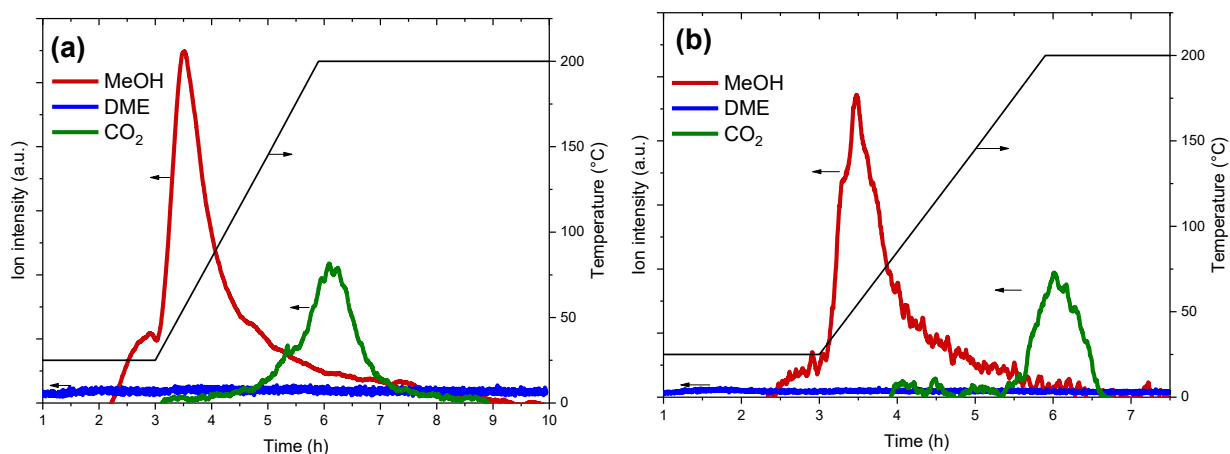 (a)
MeOH
DME
CO₂
Ion intensity (a.u.)
Temperature (°C)
200
150
100
50
0
1 2 3 4 5 6 7 8 9 10
Time (h)
(b)
MeOH
DME
CO₂
Ion intensity (a.u.)
Temperature (°C)
200
150
100
50
0
1 2 3 4 5 6 7
Time (h)